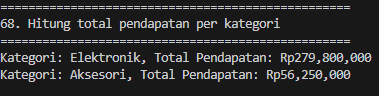 ==================================================
68. Hitung total pendapatan per kategori
==================================================
Kategori: Elektronik, Total Pendapatan: Rp279,800,000
Kategori: Aksesori, Total Pendapatan: Rp56,250,000